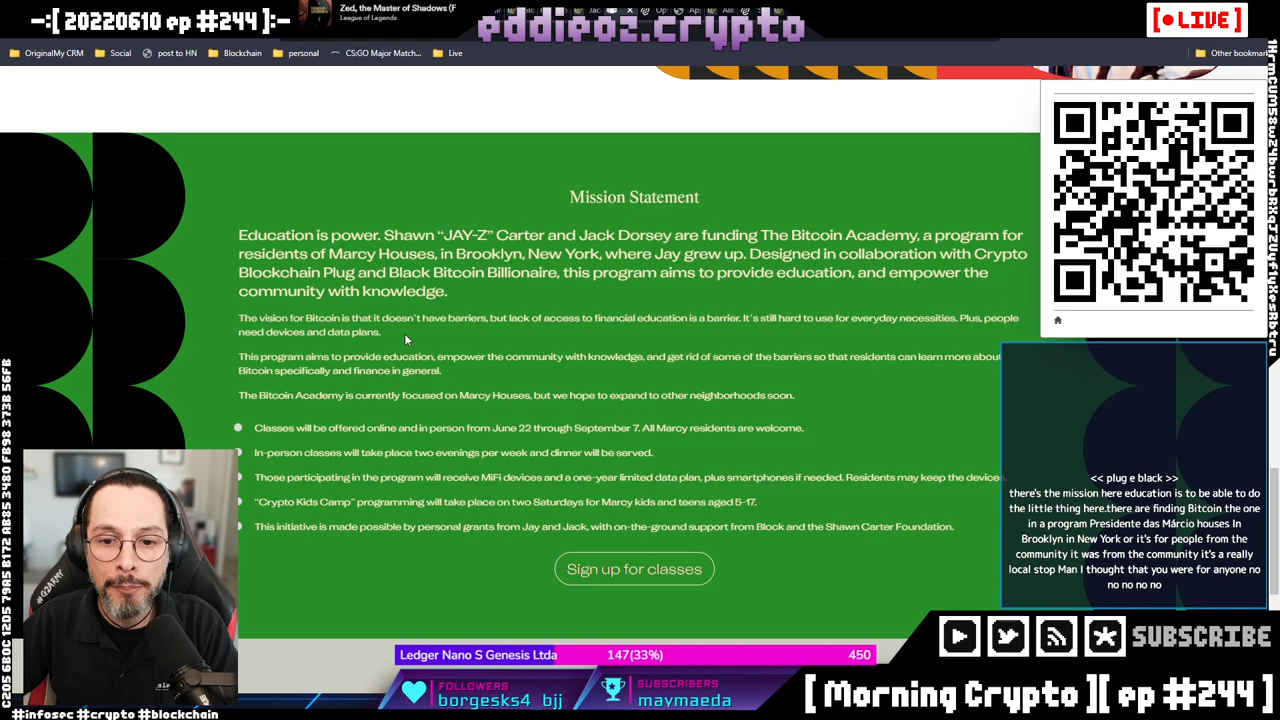 -:[ 20220610 ep #244 ]:-
Zed, the Master of Shadows (F
League of Legends
eddieoz.crypto
[ • LIVE ]
OriginalMy CRM
Social
post to HN
Blockchain
personal
CS:GO Major Match...
Live
Other bookmar
Mission Statement
Education is power. Shawn “JAY-Z” Carter and Jack Dorsey are funding The Bitcoin Academy, a program for
residents of Marcy Houses, in Brooklyn, New York, where Jay grew up. Designed in collaboration with Crypto
Blockchain Plug and Black Bitcoin Billionaire, this program aims to provide education, and empower the
community with knowledge.
The vision for Bitcoin is that it doesn't have barriers, but lack of access to financial education is a barrier. It's still hard to use for everyday necessities. Plus, people
need devices and data plans.
This program aims to provide education, empower the community with knowledge, and get rid of some of the barriers so that residents can learn more about
Bitcoin specifically and finance in general.
The Bitcoin Academy is currently focused on Marcy Houses, but we hope to expand to other neighborhoods soon.
Classes will be offered online and in person from June 22 through September 7. All Marcy residents are welcome.
In-person classes will take place two evenings per week and dinner will be served.
Those participating in the program will receive MiFi devices and a one-year limited data plan, plus smartphones if needed. Residents may keep the devices
“Crypto Kids Camp” programming will take place on two Saturdays for Marcy kids and teens aged 5-17.
This initiative is made possible by personal grants from Jay and Jack, with on-the-ground support from Block and the Shawn Carter Foundation.
Sign up for classes
<< plug e black >>
there's the mission here education is to be able to do
the little thing here.there are finding Bitcoin the one
in a program Presidente das Márcio houses In
Brooklyn in New York or it's for people from the
community it was from the community it's a really
local stop Man I thought that you were for anyone no
no no no no
Ledger Nano S Genesis Ltda
147(33%)
450
FOLLOWERS
borgesks4_bjj
SUBSCRIBERS
maymaeda
SUBSCRIBE
[ Morning Crypto ][ ep #244 ]
#infosec #crypto #blockchain